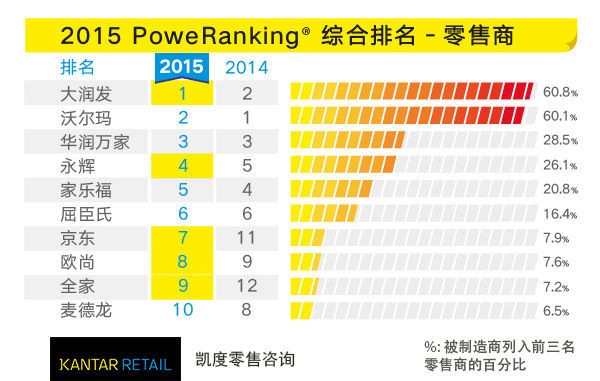 2015 PoweRanking® 综合排名 - 零售商
排名 2015 2014
大润发 1 2 60.8%
沃尔玛 2 1 60.1%
华润万家 3 3 28.5%
永辉 4 5 26.1%
家乐福 5 4 20.8%
屈臣氏 6 6 16.4%
京东 7 11 7.9%
欧尚 8 9 7.6%
全家 9 12 7.2%
麦德龙 10 8 6.5%
KANTAR RETAIL 凯度零售咨询
%: 被制造商列入前三名
零售商的百分比